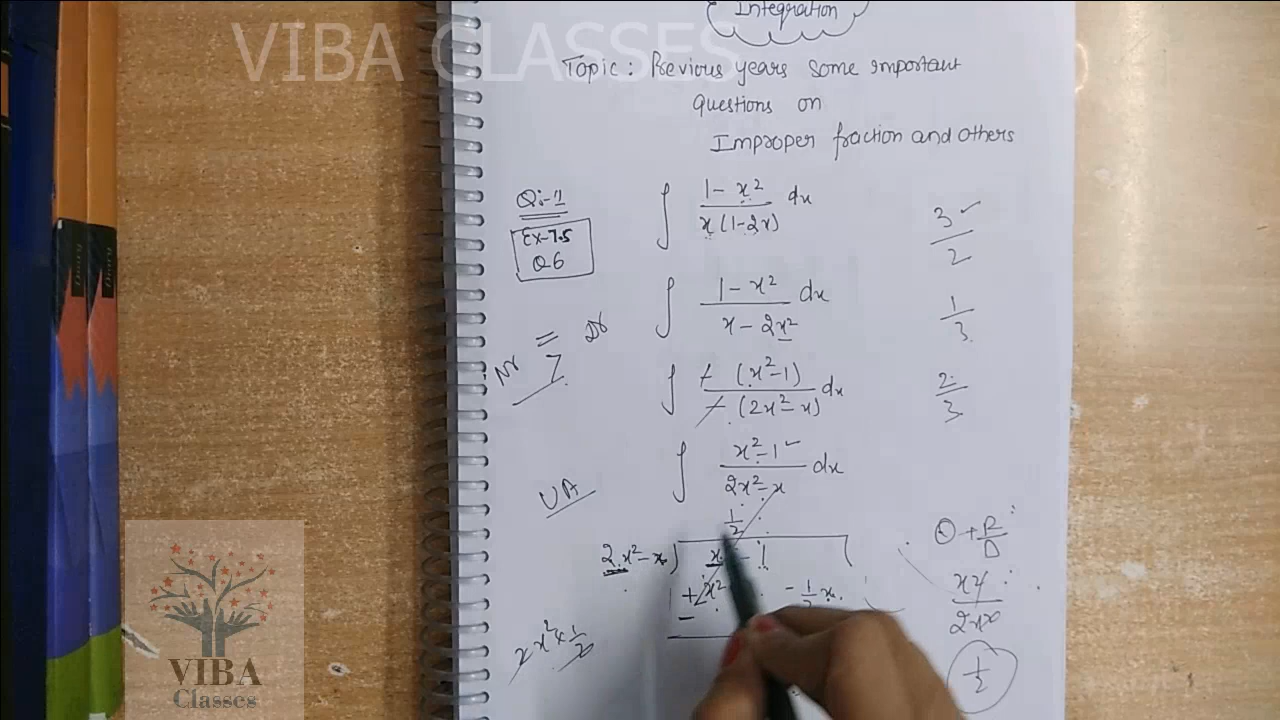 VIBA CLASSES
Integration
Topic: Previous years some important
questions on
Improper fraction and others
Q:-1
Ex-7.5
Q6
∫ 1-x² / x(1-2x) dx
3/2 ✓
∫ 1-x² / x-2x² dx
1/3
Nr = Dr
∫ -(x²-1) / -(2x²-x) dx
2/3
∫ x²-1 / 2x²-x dx
1/2
2x²-x ) x²-1
+x² -1/2x
-
2x²×1/2
Q+R/D
1/2
VIBA
Classes